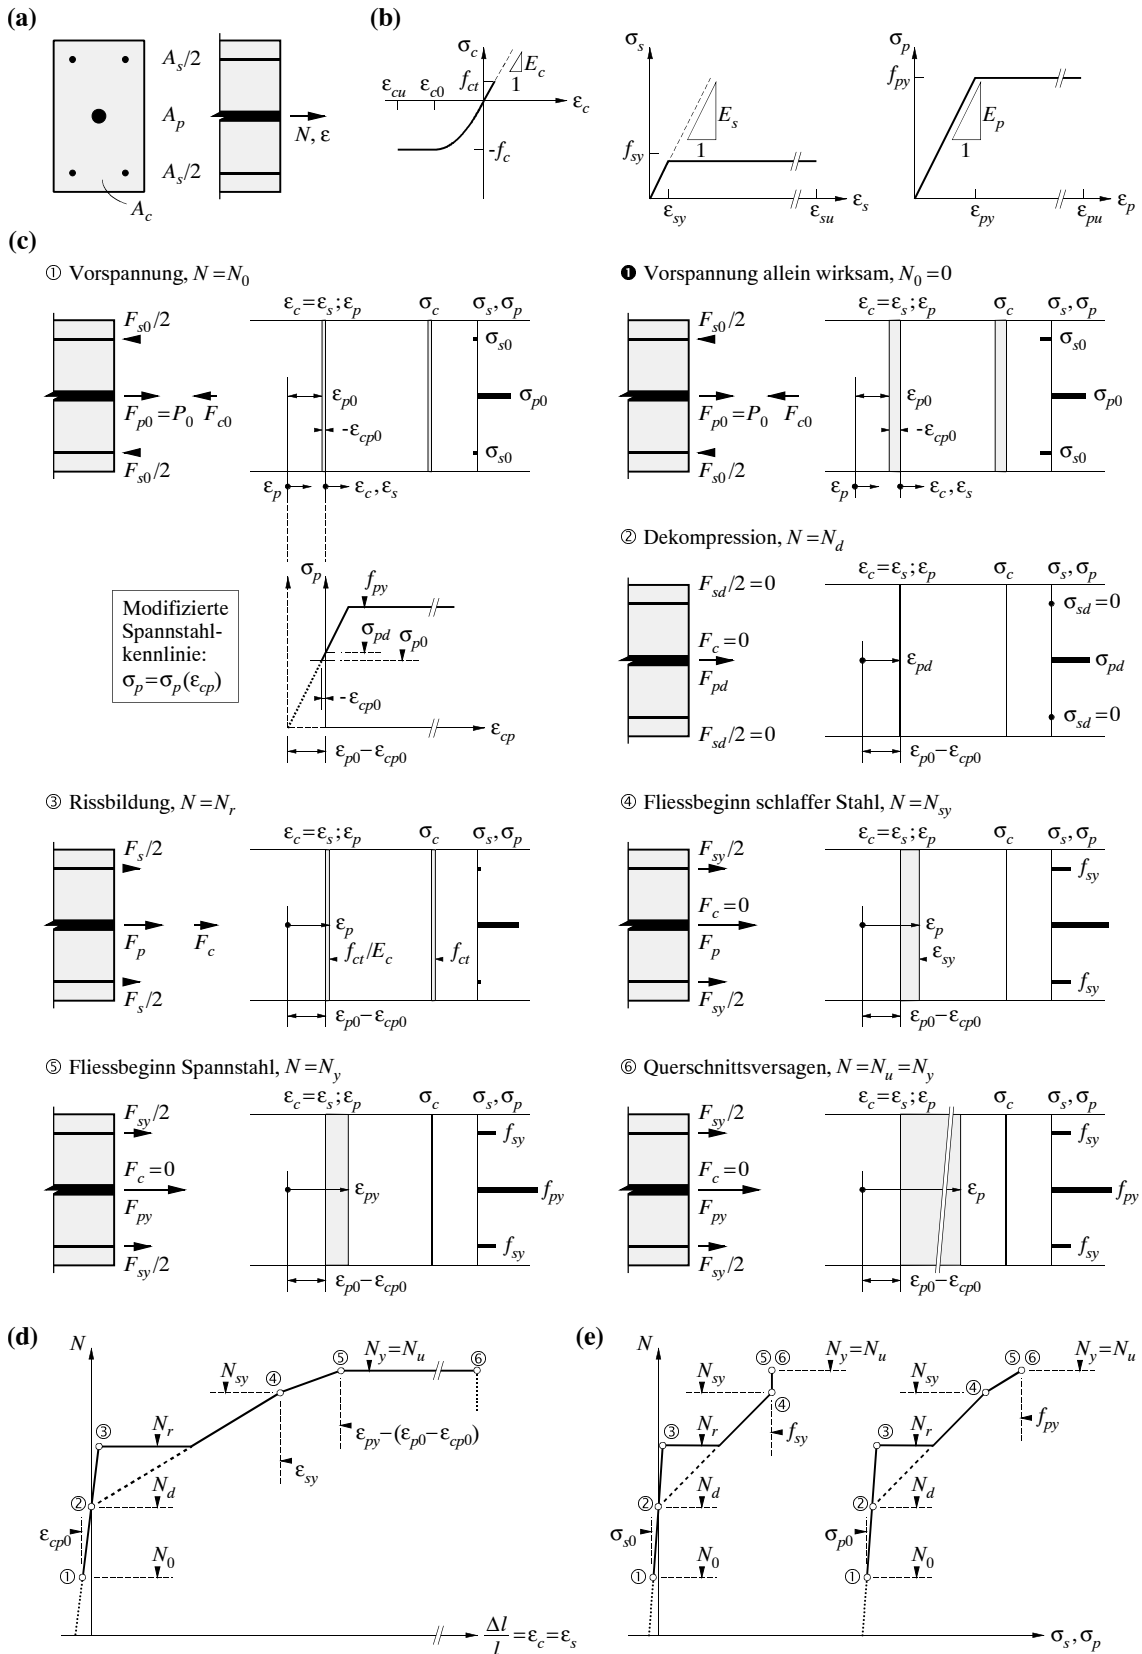 (a)
A_s/2
A_p
A_s/2
N, ε
A_c
(b)
σ_c
f_ct
E_c
1
ε_cu
ε_c0
ε_c
-f_c
σ_s
E_s
1
f_sy
ε_sy
ε_su
ε_s
σ_p
f_py
E_p
1
ε_py
ε_pu
ε_p
(c)
① Vorspannung, N = N_0
F_s0/2
F_p0 = P_0 F_c0
F_s0/2
ε_c = ε_s ; ε_p
σ_c
σ_s, σ_p
ε_p0
-ε_cp0
σ_s0
σ_p0
σ_s0
ε_p
ε_c, ε_s
❶ Vorspannung allein wirksam, N_0 = 0
F_s0/2
F_p0 = P_0 F_c0
F_s0/2
ε_c = ε_s ; ε_p
σ_c
σ_s, σ_p
ε_p0
-ε_cp0
σ_s0
σ_p0
σ_s0
ε_p
ε_c, ε_s
Modifizierte
Spannstahl-
kennlinie:
σ_p = σ_p(ε_cp)
σ_p
f_py
σ_pd
σ_p0
-ε_cp0
ε_cp
ε_p0 – ε_cp0
② Dekompression, N = N_d
F_sd/2 = 0
F_c = 0
F_pd
F_sd/2 = 0
ε_c = ε_s ; ε_p
σ_c
σ_s, σ_p
ε_pd
σ_sd = 0
σ_pd
σ_sd = 0
ε_p0 – ε_cp0
③ Rissbildung, N = N_r
F_s/2
F_p
F_c
F_s/2
ε_c = ε_s ; ε_p
σ_c
σ_s, σ_p
ε_p
f_ct/E_c
f_ct
ε_p0 – ε_cp0
④ Fliessbeginn schlaffer Stahl, N = N_sy
F_sy/2
F_c = 0
F_p
F_sy/2
ε_c = ε_s ; ε_p
σ_c
σ_s, σ_p
f_sy
ε_p
ε_sy
f_sy
ε_p0 – ε_cp0
⑤ Fliessbeginn Spannstahl, N = N_y
F_sy/2
F_c = 0
F_py
F_sy/2
ε_c = ε_s ; ε_p
σ_c
σ_s, σ_p
f_sy
ε_py
f_py
f_sy
ε_p0 – ε_cp0
⑥ Querschnittsversagen, N = N_u = N_y
F_sy/2
F_c = 0
F_py
F_sy/2
ε_c = ε_s ; ε_p
σ_c
σ_s, σ_p
f_sy
ε_p
f_py
f_sy
ε_p0 – ε_cp0
(d)
N
N_sy
④
⑤
N_y = N_u
⑥
③
N_r
ε_py – (ε_p0 – ε_cp0)
ε_sy
②
N_d
ε_cp0
①
N_0
Δl/l = ε_c = ε_s
(e)
N
N_sy
⑤ ⑥
N_y = N_u
④
③
N_r
f_sy
②
N_d
σ_s0
①
N_0
N_sy
⑤ ⑥
N_y = N_u
④
③
N_r
f_py
②
N_d
σ_p0
①
N_0
σ_s, σ_p